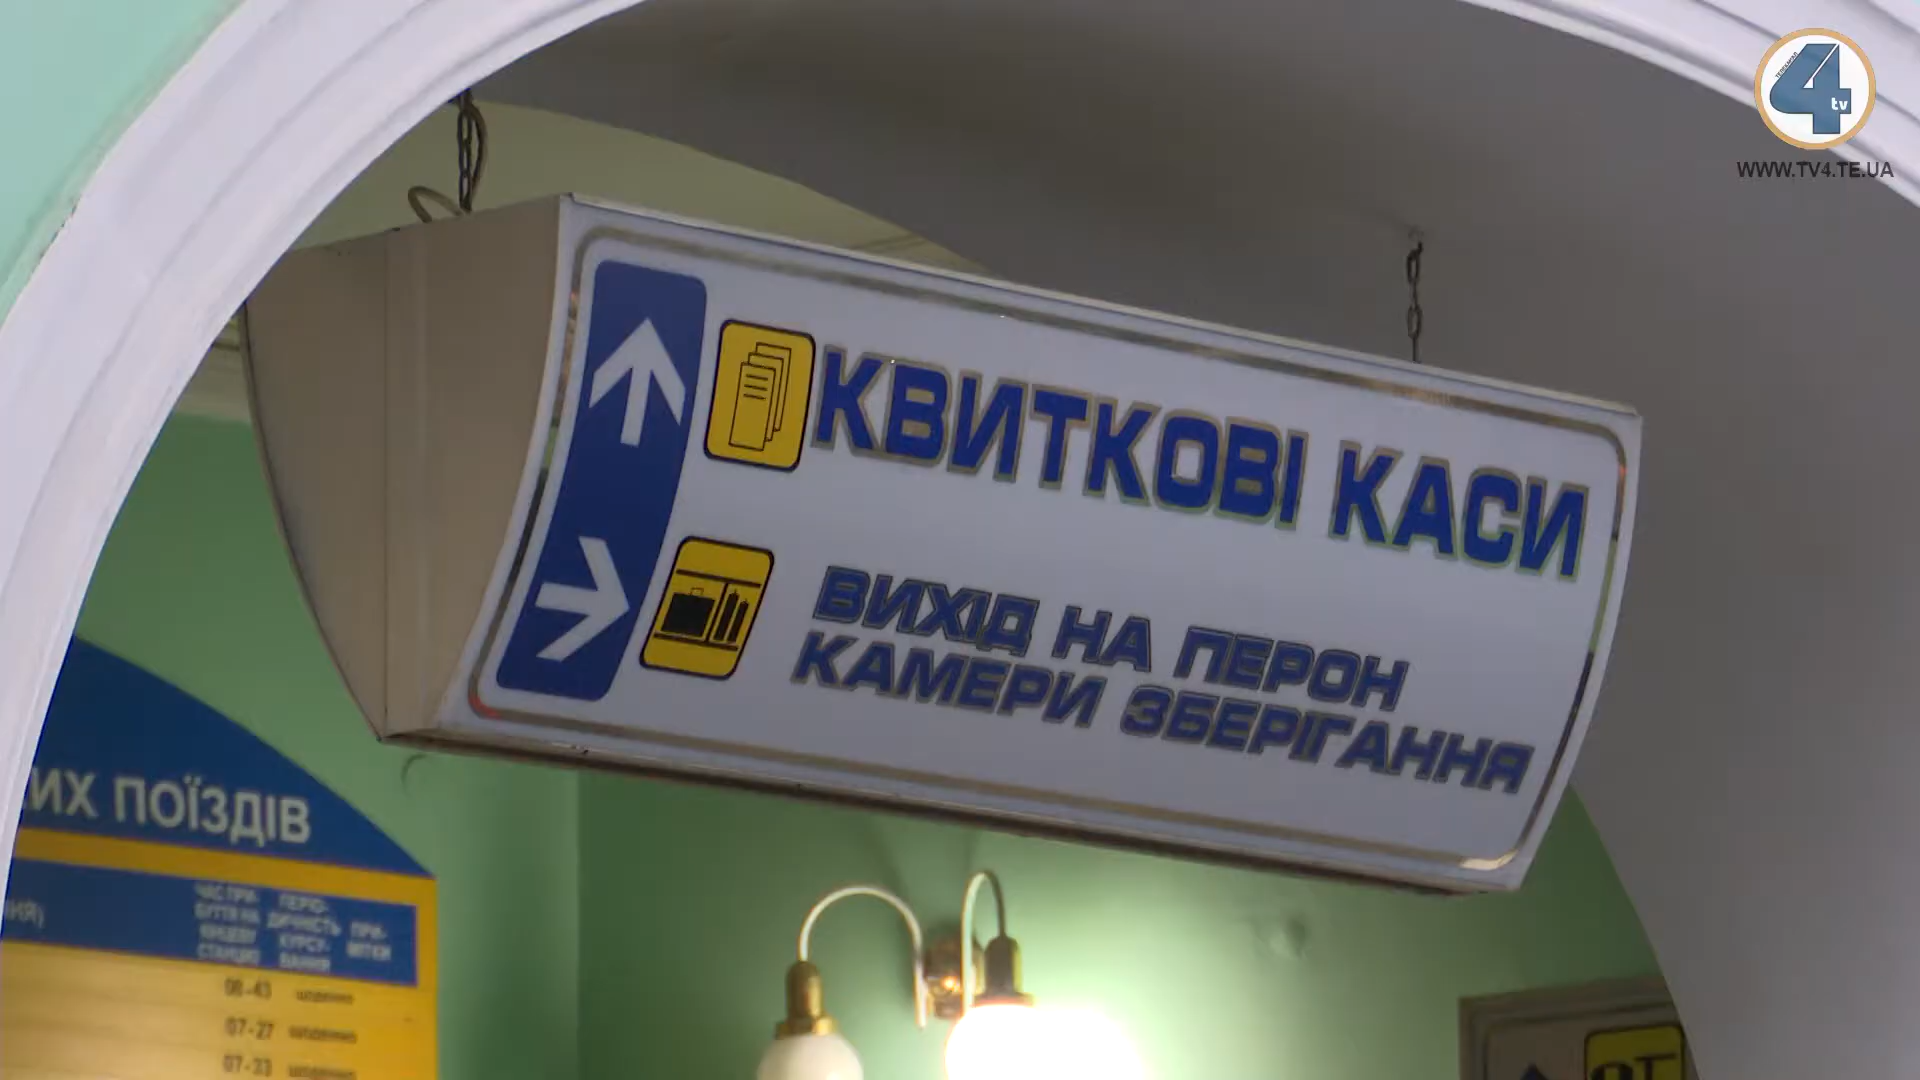 4
tv
WWW.TV4.TE.UA
КВИТКОВІ КАСИ
ВИХІД НА ПЕРОН
КАМЕРИ ЗБЕРІГАННЯ
ИХ ПОЇЗДІВ
ЧАС ПРИ- ПЕРІО-
БУТТЯ НА ДИЧНІСТЬ ПРИ-
КІНЦЕВУ КУРСУ- МІТКИ
СТАНЦІЮ ВАННЯ
08-43 щоденно
07-27 щоденно
07-33 щоденно